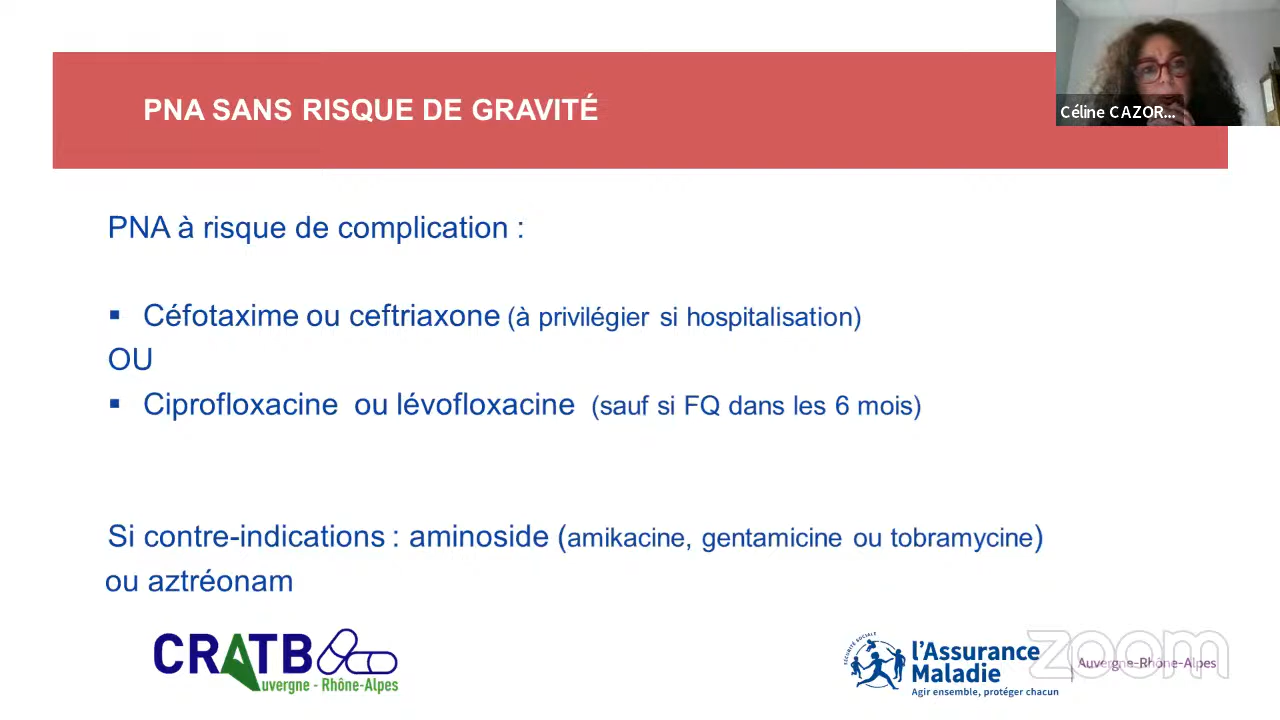 PNA SANS RISQUE DE GRAVITÉ
Céline CAZOR...
PNA à risque de complication :
▪ Céfotaxime ou ceftriaxone (à privilégier si hospitalisation)
OU
▪ Ciprofloxacine ou lévofloxacine (sauf si FQ dans les 6 mois)
Si contre-indications : aminoside (amikacine, gentamicine ou tobramycine)
ou aztréonam
CRATB
Auvergne - Rhône-Alpes
SÉCURITÉ SOCIALE
l'Assurance
Maladie
Agir ensemble, protéger chacun
Auvergne-Rhône-Alpes
zoom